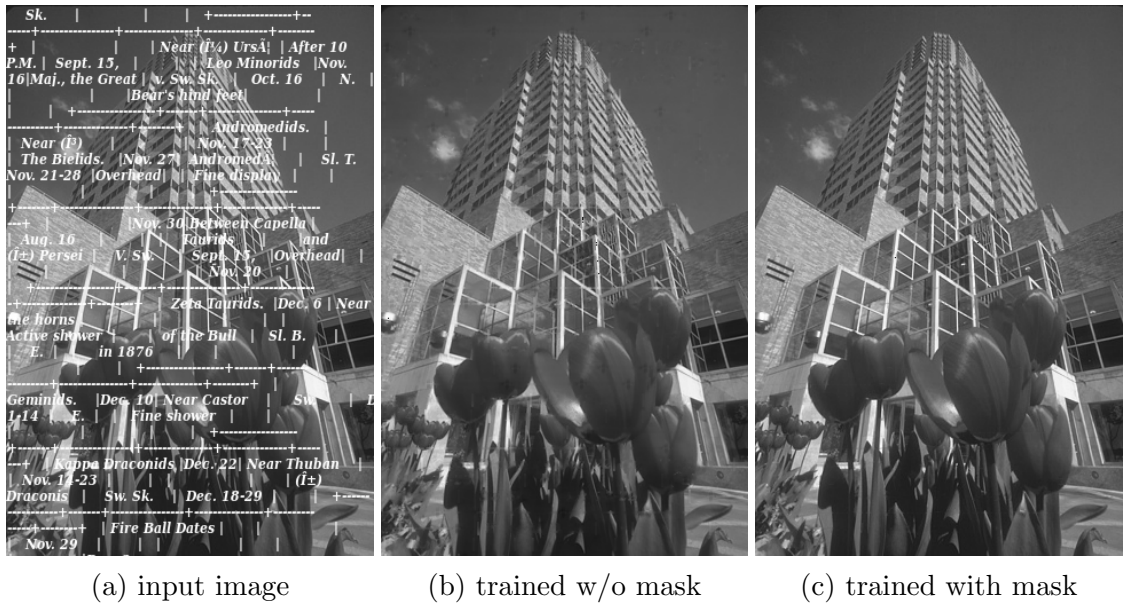 Sk. | | | +----------------+--
-----+--------------+--------------+--------+-------
+ | | | Near (Î¼) UrsÃ¦ | After 10
P.M. | Sept. 15, | | Leo Minorids |Nov.
16|Maj., the Great | v. Sw. Sk. | Oct. 16 | N. |
| |Bear's hind feet| |
| | +----------------+------+--------------+-----
----------+--------------+--------+ | Andromedids. |
| Near (Î³) | | Nov. 17-23 | |
| The Bielids. |Nov. 27| | Sl. T.
Nov. 21-28 |Overhead| | Fine display | |
| | | +----------------
+-------+----------------+------+--------------+-----
---+ | |Nov. 30|Between Capella |
| Aug. 16 | Taurids and
(Î±) Persei | V. Sw. Sept. 15, |Overhead| |
| | | Nov. 20 |
| +----------------+------+--------------+--------
-+--------------+--------+ | Zeta Taurids. |Dec. 6 | Near
the horns | | | |
Active shower | | of the Bull | Sl. B.
| E. | in 1876 | | |
| | +----------------+------+------
---------+--------------+--------+ |
Geminids. |Dec. 10| Near Castor | Sw. | D
1-14 | E. | | Fine shower | |
| | +----------------
+-------+----------------+------+--------------+-----
---+ | Kappa Draconids |Dec. 22| Near Thuban |
| Nov. 14-23 | | | | (Î±)
Draconis | Sw. Sk. | Dec. 18-29 | | +------
----------+-------+----------------+--------
-----+--------+ | Fire Ball Dates | | |
| Nov. 29 | | | | |
(a) input image
(b) trained w/o mask
(c) trained with mask